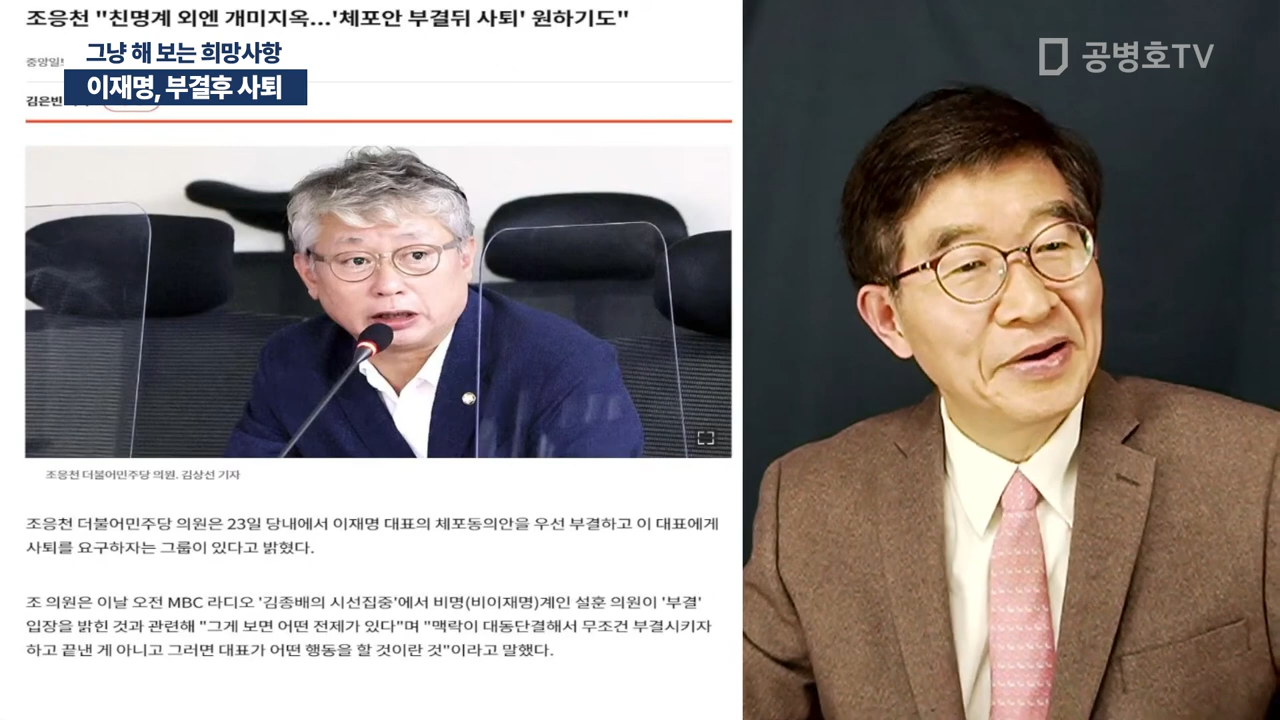 조응천 "친명계 외엔 개미지옥...'체포안 부결뒤 사퇴' 원하기도"
그냥 해 보는 희망사항
중앙일
이재명, 부결후 사퇴
김은빈
공병호TV
조응천 더불어민주당 의원. 김상선 기자
조응천 더불어민주당 의원은 23일 당내에서 이재명 대표의 체포동의안을 우선 부결하고 이 대표에게
사퇴를 요구하자는 그룹이 있다고 밝혔다.
조 의원은 이날 오전 MBC 라디오 '김종배의 시선집중'에서 비명(비이재명)계인 설훈 의원이 '부결'
입장을 밝힌 것과 관련해 "그게 보면 어떤 전제가 있다"며 "맥락이 대동단결해서 무조건 부결시키자
하고 끝낸 게 아니고 그러면 대표가 어떤 행동을 할 것이란 것"이라고 말했다.